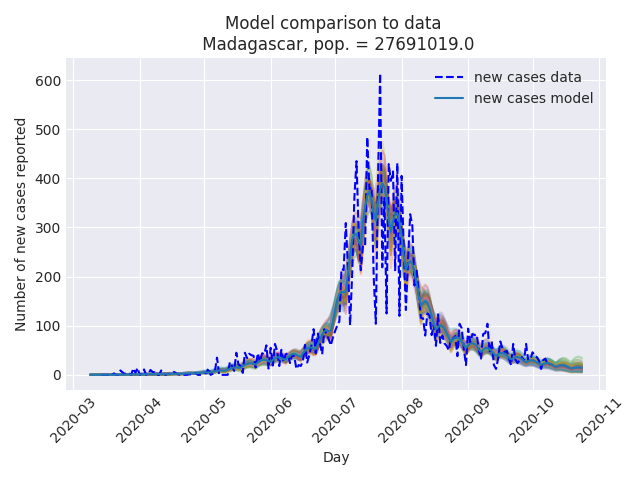 Model comparison to data
Madagascar, pop. = 27691019.0
new cases data
new cases model
Number of new cases reported
600
500
400
300
200
100
0
2020-03
2020-04
2020-05
2020-06
2020-07
2020-08
2020-09
2020-10
2020-11
Day